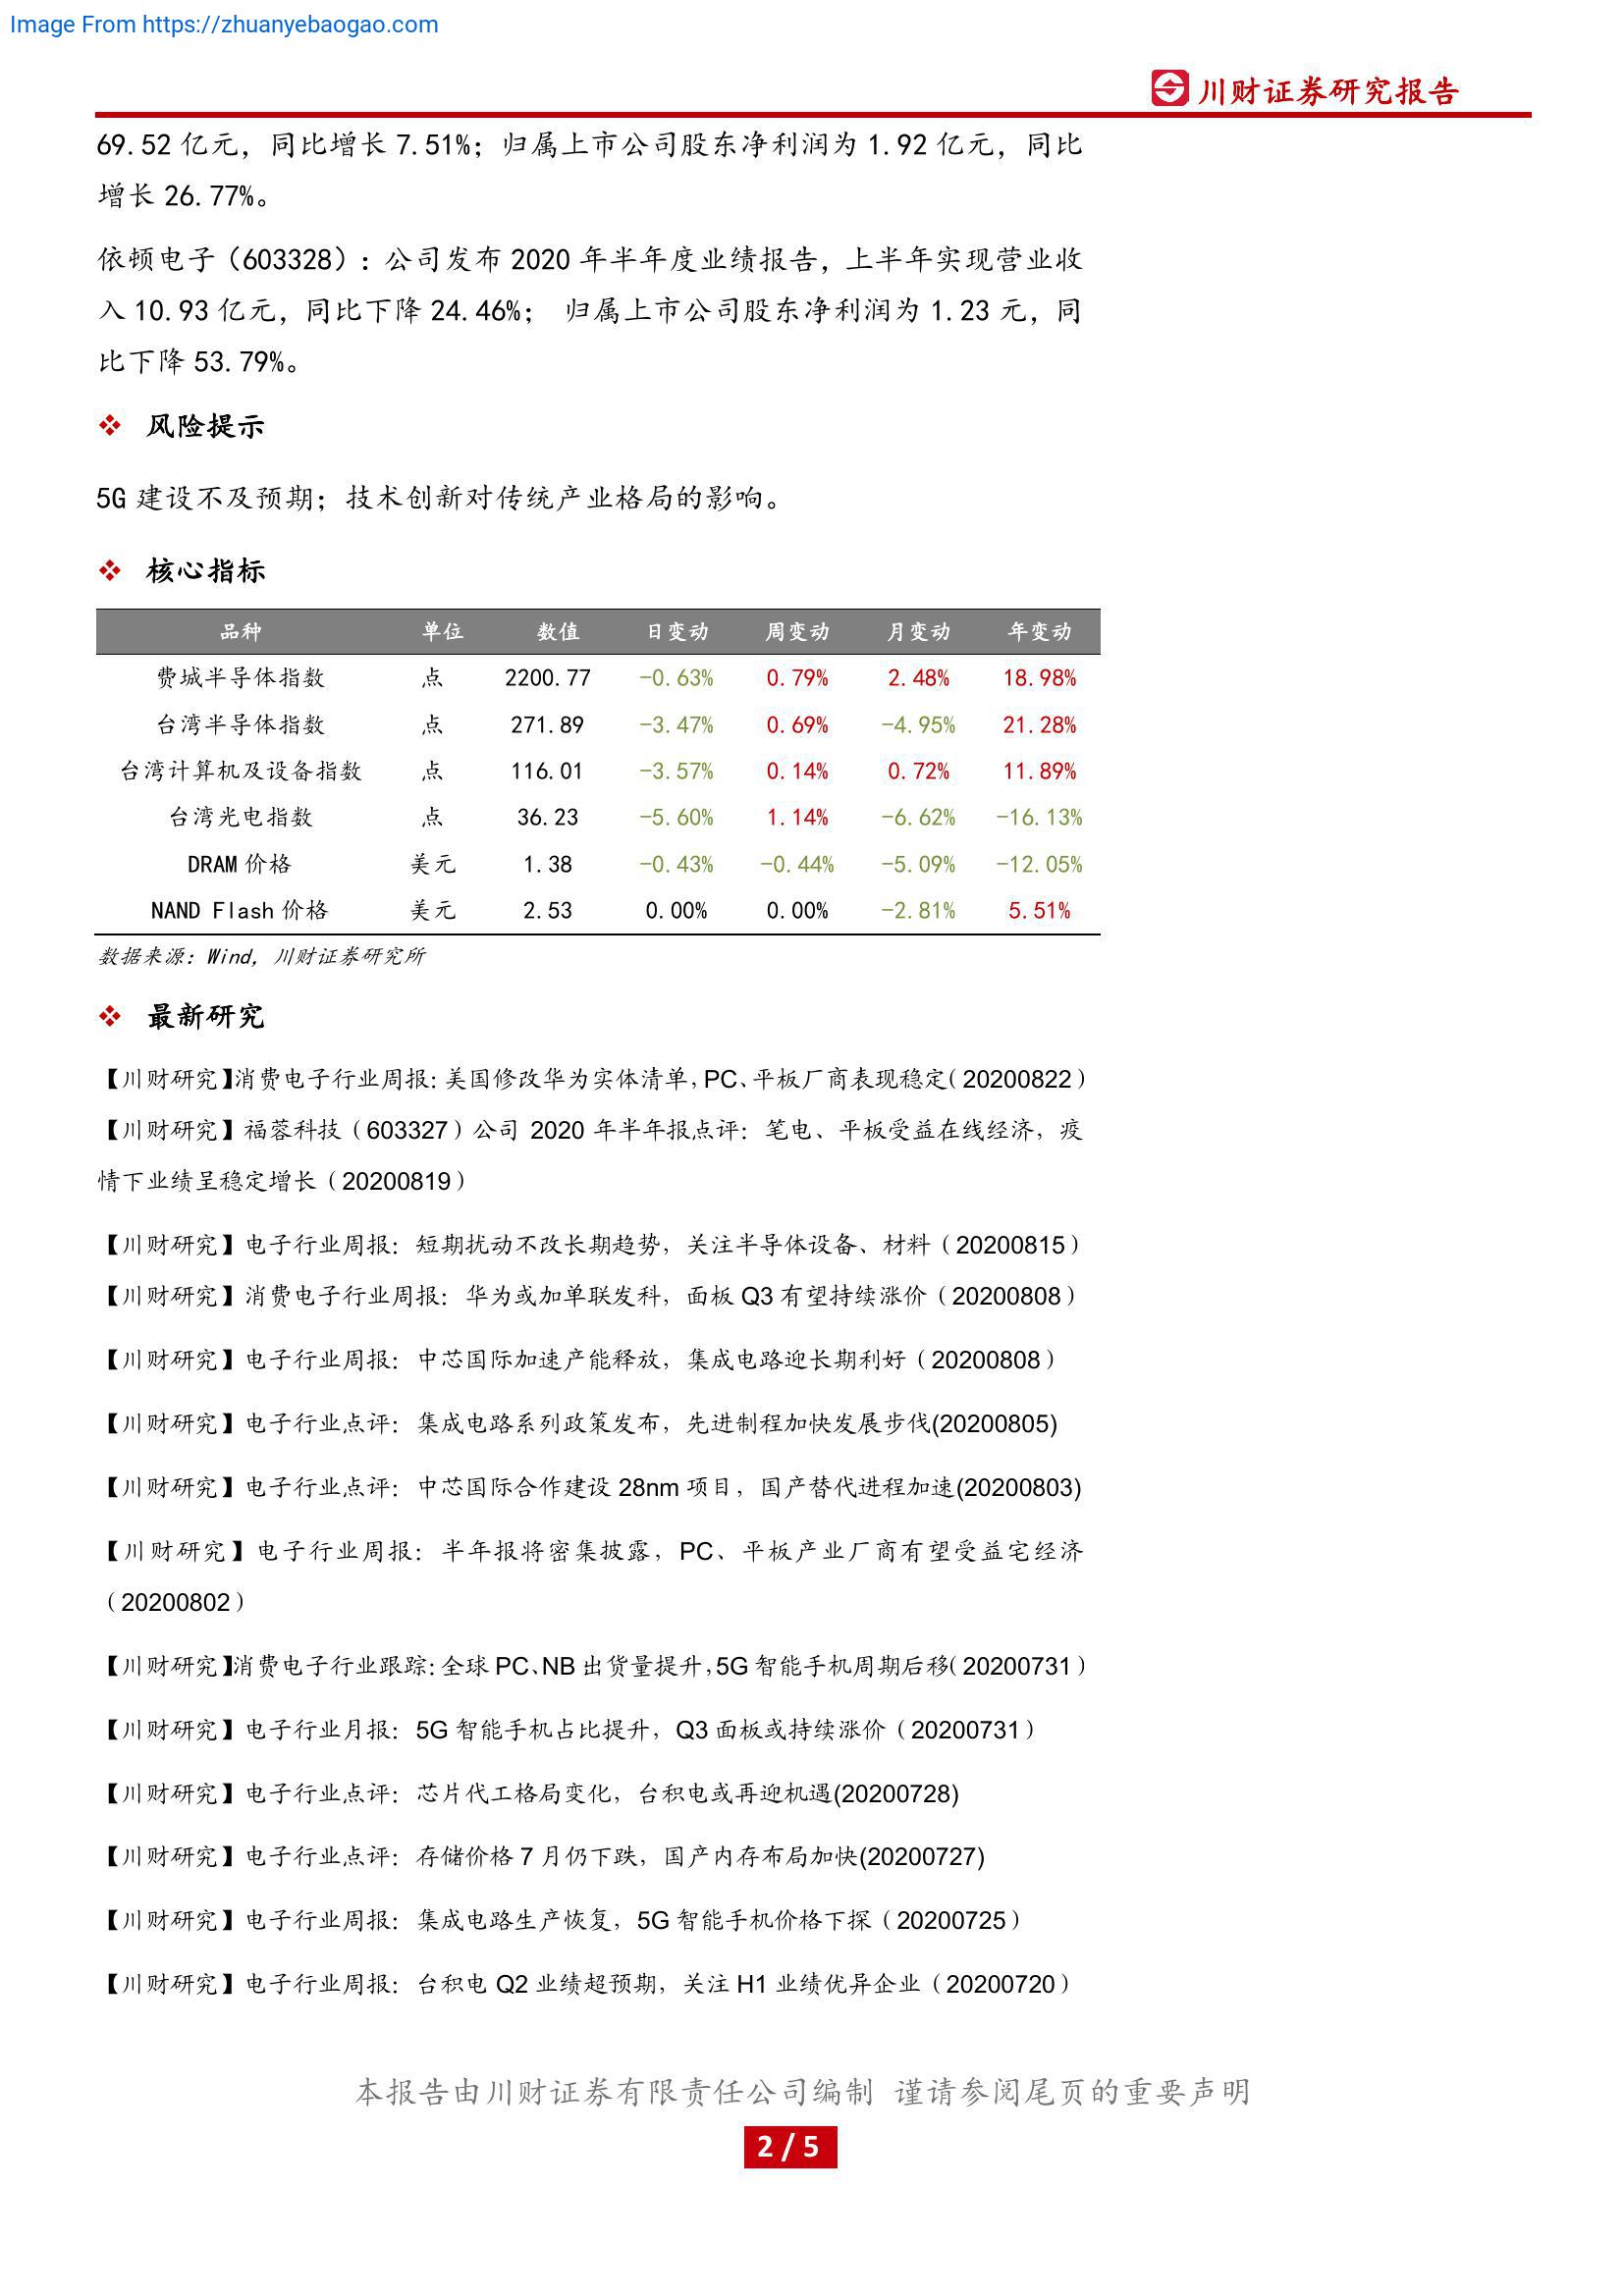 Image From https://zhuanyebaogao.com
川财证券研究报告
69.52 亿元，同比增长 7.51%；归属上市公司股东净利润为 1.92 亿元，同比
增长 26.77%。
依顿电子（603328）：公司发布 2020 年半年度业绩报告，上半年实现营业收
入 10.93 亿元，同比下降 24.46%； 归属上市公司股东净利润为 1.23 元，同
比下降 53.79%。
❖ 风险提示
5G 建设不及预期；技术创新对传统产业格局的影响。
❖ 核心指标
品种 单位 数值 日变动 周变动 月变动 年变动
费城半导体指数 点 2200.77 -0.63% 0.79% 2.48% 18.98%
台湾半导体指数 点 271.89 -3.47% 0.69% -4.95% 21.28%
台湾计算机及设备指数 点 116.01 -3.57% 0.14% 0.72% 11.89%
台湾光电指数 点 36.23 -5.60% 1.14% -6.62% -16.13%
DRAM 价格 美元 1.38 -0.43% -0.44% -5.09% -12.05%
NAND Flash 价格 美元 2.53 0.00% 0.00% -2.81% 5.51%
数据来源：Wind，川财证券研究所
❖ 最新研究
【川财研究】消费电子行业周报：美国修改华为实体清单，PC、平板厂商表现稳定（20200822）
【川财研究】福蓉科技（603327）公司 2020 年半年报点评：笔电、平板受益在线经济，疫
情下业绩呈稳定增长（20200819）
【川财研究】电子行业周报：短期扰动不改长期趋势，关注半导体设备、材料（20200815）
【川财研究】消费电子行业周报：华为或加单联发科，面板 Q3 有望持续涨价（20200808）
【川财研究】电子行业周报：中芯国际加速产能释放，集成电路迎长期利好（20200808）
【川财研究】电子行业点评：集成电路系列政策发布，先进制程加快发展步伐(20200805)
【川财研究】电子行业点评：中芯国际合作建设 28nm 项目，国产替代进程加速(20200803)
【川财研究】电子行业周报：半年报将密集披露，PC、平板产业厂商有望受益宅经济
（20200802）
【川财研究】消费电子行业跟踪：全球 PC、NB 出货量提升，5G 智能手机周期后移（20200731）
【川财研究】电子行业月报：5G 智能手机占比提升，Q3 面板或持续涨价（20200731）
【川财研究】电子行业点评：芯片代工格局变化，台积电或再迎机遇(20200728)
【川财研究】电子行业点评：存储价格 7 月仍下跌，国产内存布局加快(20200727)
【川财研究】电子行业周报：集成电路生产恢复，5G 智能手机价格下探（20200725）
【川财研究】电子行业周报：台积电 Q2 业绩超预期，关注 H1 业绩优异企业（20200720）
本报告由川财证券有限责任公司编制 谨请参阅尾页的重要声明
2 / 5